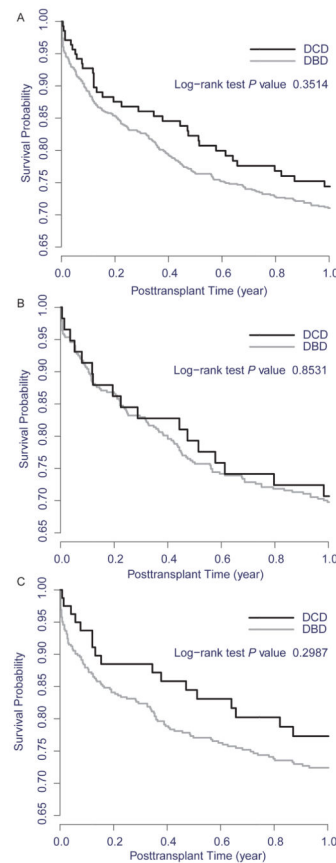 A
Survival Probability
1.00
0.95
0.90
0.85
0.80
0.75
0.70
0.65
DCD
DBD
Log-rank test P value 0.3514
0.0 0.2 0.4 0.6 0.8 1.0
Posttransplant Time (year)
B
Survival Probability
1.00
0.95
0.90
0.85
0.80
0.75
0.70
0.65
DCD
DBD
Log-rank test P value 0.8531
0.0 0.2 0.4 0.6 0.8 1.0
Posttransplant Time (year)
C
Survival Probability
1.00
0.95
0.90
0.85
0.80
0.75
0.70
0.65
DCD
DBD
Log-rank test P value 0.2987
0.0 0.2 0.4 0.6 0.8 1.0
Posttransplant Time (year)